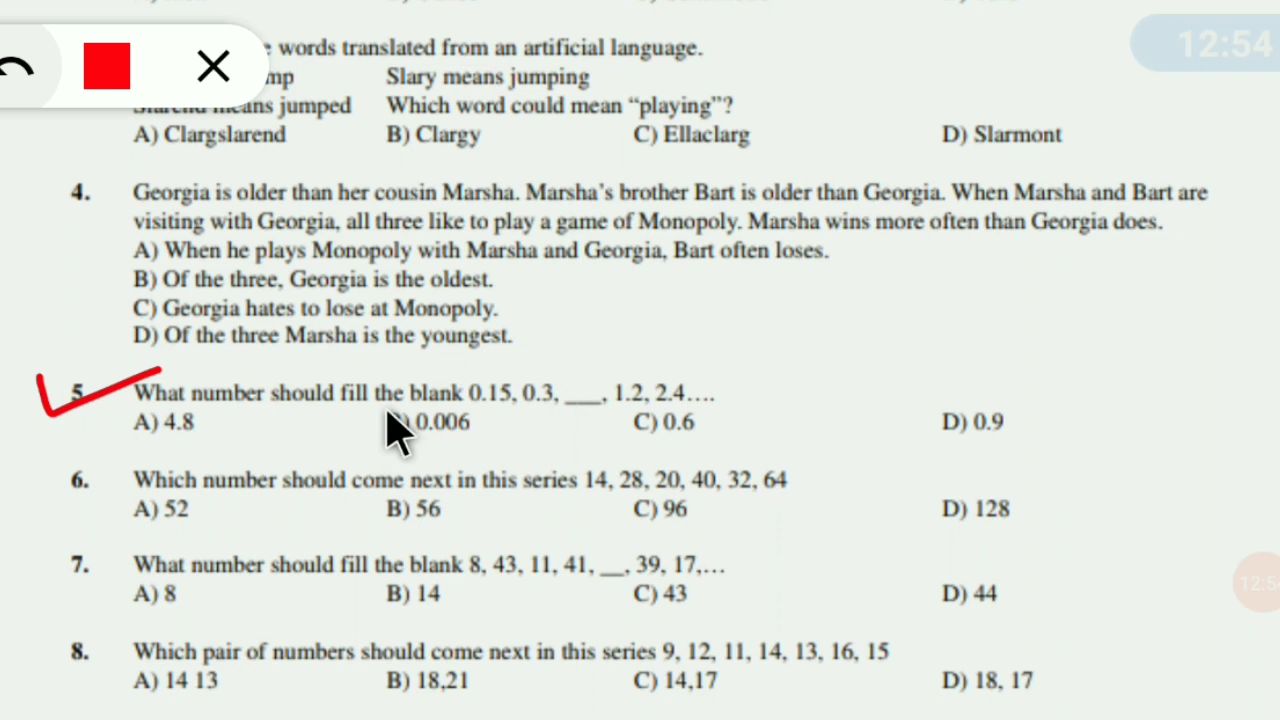 12:54
words translated from an artificial language.
mp Slary means jumping
means jumped Which word could mean “playing”?
A) Clargslarend B) Clargy C) Ellaclarg D) Slarmont
4. Georgia is older than her cousin Marsha. Marsha’s brother Bart is older than Georgia. When Marsha and Bart are
visiting with Georgia, all three like to play a game of Monopoly. Marsha wins more often than Georgia does.
A) When he plays Monopoly with Marsha and Georgia, Bart often loses.
B) Of the three, Georgia is the oldest.
C) Georgia hates to lose at Monopoly.
D) Of the three Marsha is the youngest.
5. What number should fill the blank 0.15, 0.3, ___, 1.2, 2.4....
A) 4.8 0.006 C) 0.6 D) 0.9
6. Which number should come next in this series 14, 28, 20, 40, 32, 64
A) 52 B) 56 C) 96 D) 128
7. What number should fill the blank 8, 43, 11, 41, __, 39, 17,...
A) 8 B) 14 C) 43 D) 44
8. Which pair of numbers should come next in this series 9, 12, 11, 14, 13, 16, 15
A) 14 13 B) 18,21 C) 14,17 D) 18, 17